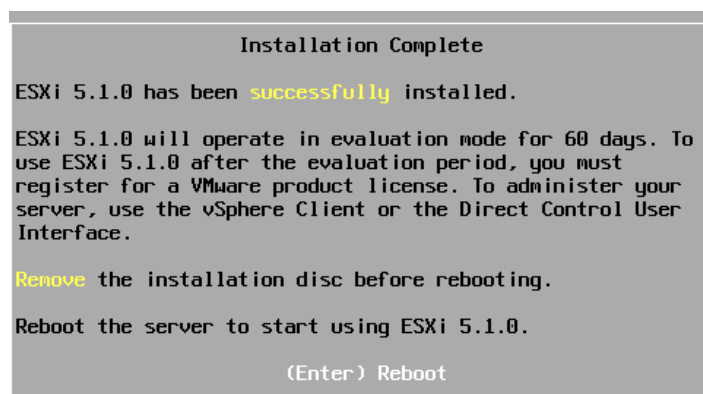 Installation Complete
ESXi 5.1.0 has been successfully installed.
ESXi 5.1.0 will operate in evaluation mode for 60 days. To
use ESXi 5.1.0 after the evaluation period, you must
register for a VMware product license. To administer your
server, use the vSphere Client or the Direct Control User
Interface.
Remove the installation disc before rebooting.
Reboot the server to start using ESXi 5.1.0.
(Enter) Reboot